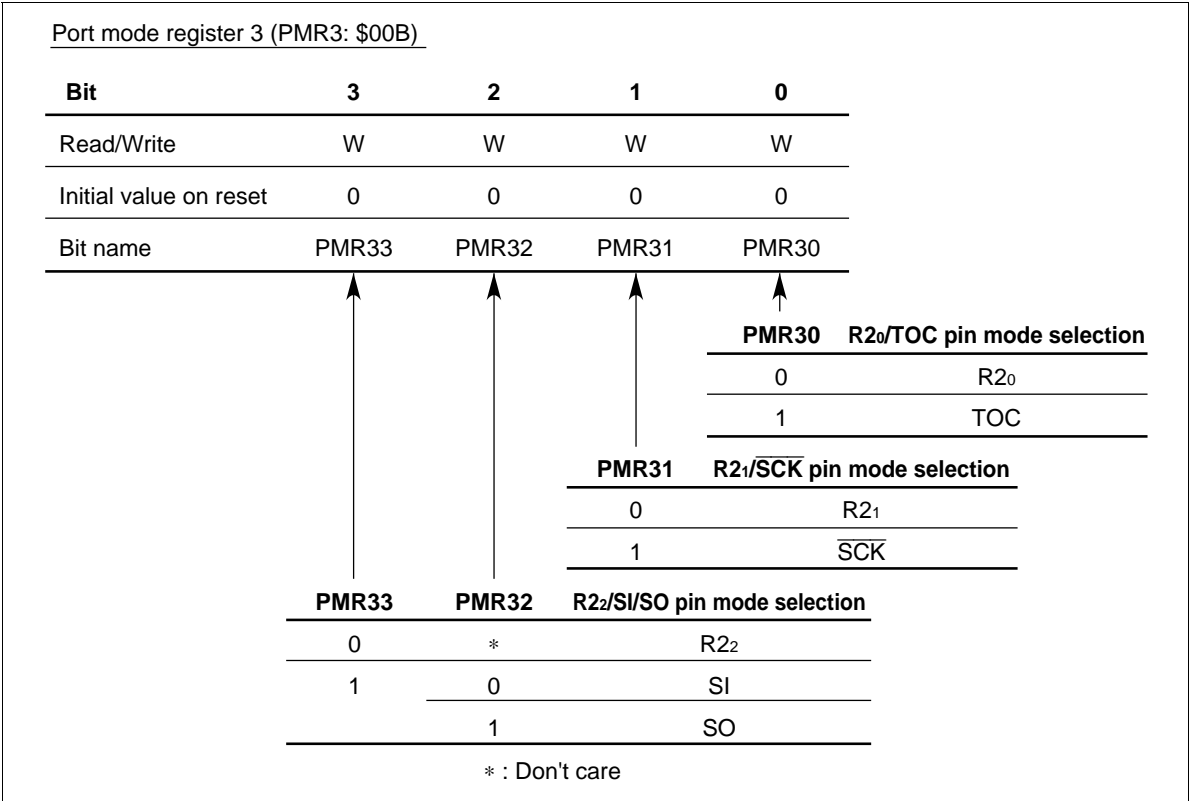 Port mode register 3 (PMR3: $00B)
Bit 3 2 1 0
Read/Write W W W W
Initial value on reset 0 0 0 0
Bit name PMR33 PMR32 PMR31 PMR30
PMR30 R2₀/TOC pin mode selection
0 R2₀
1 TOC
PMR31 R2₁/S̅C̅K̅ pin mode selection
0 R2₁
1 S̅C̅K̅
PMR33 PMR32 R2₂/SI/SO pin mode selection
0 * R2₂
1 0 SI
1 SO
* : Don't care